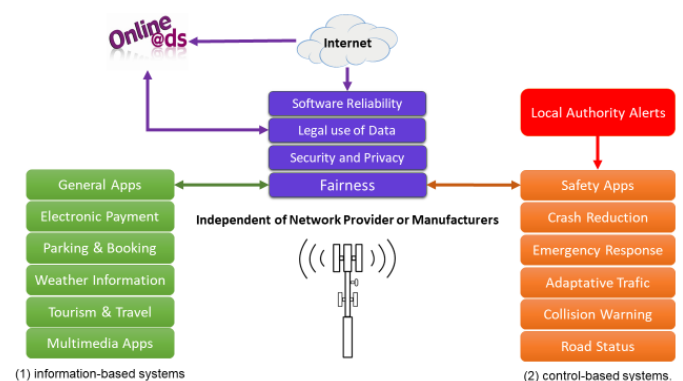 Online
@ds
Internet
Software Reliability
Legal use of Data
Security and Privacy
Fairness
Independent of Network Provider or Manufacturers
Local Authority Alerts
General Apps
Electronic Payment
Parking & Booking
Weather Information
Tourism & Travel
Multimedia Apps
(1) information-based systems
Safety Apps
Crash Reduction
Emergency Response
Adaptative Trafic
Collision Warning
Road Status
(2) control-based systems.